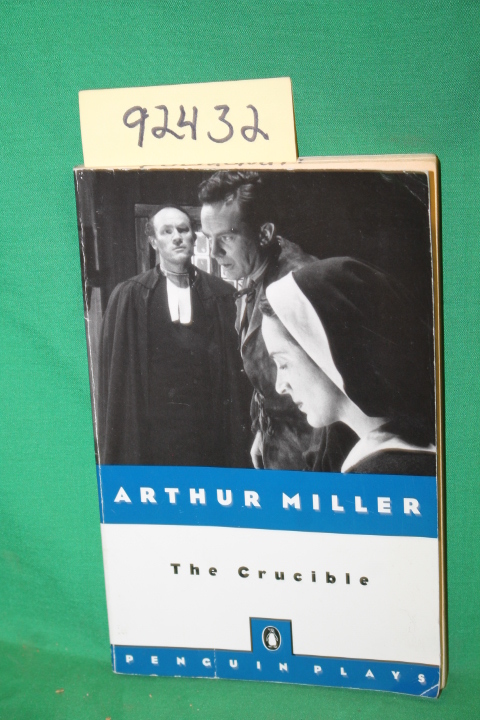 92432
ARTHUR MILLER
The Crucible
PENGUIN PLAYS